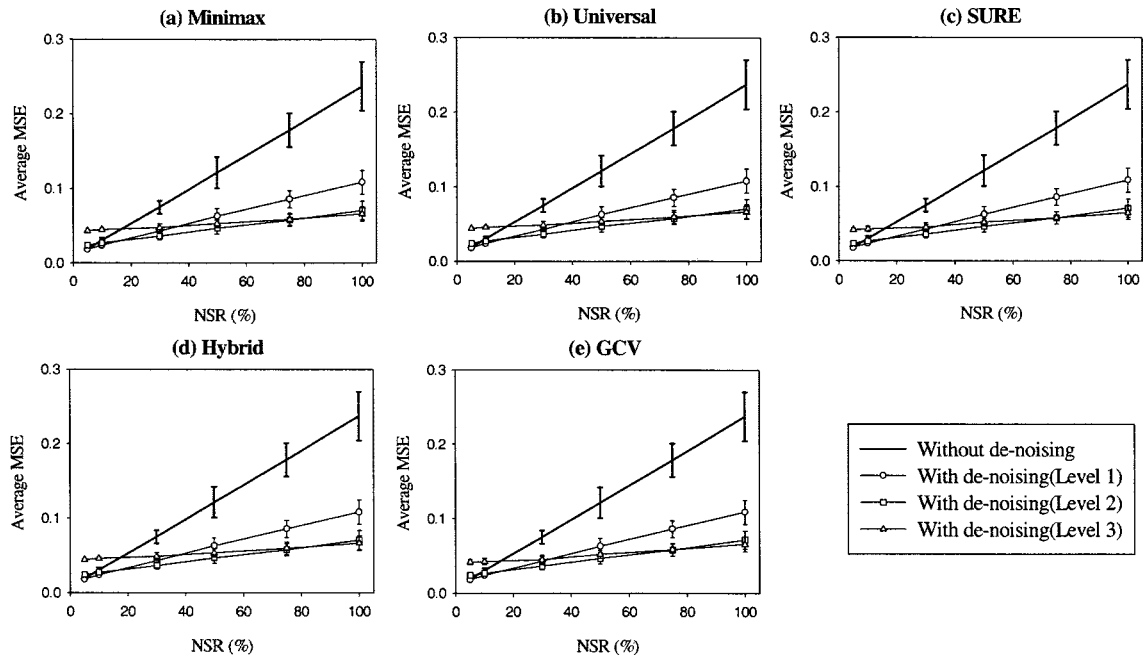 (a) Minimax
Average MSE
0.3
0.2
0.1
0.0
0 20 40 60 80 100
NSR (%)
(b) Universal
Average MSE
0.3
0.2
0.1
0.0
0 20 40 60 80 100
NSR (%)
(c) SURE
Average MSE
0.3
0.2
0.1
0.0
0 20 40 60 80 100
NSR (%)
(d) Hybrid
Average MSE
0.3
0.2
0.1
0.0
0 20 40 60 80 100
NSR (%)
(e) GCV
Average MSE
0.3
0.2
0.1
0.0
0 20 40 60 80 100
NSR (%)
Without de-noising
With de-noising(Level 1)
With de-noising(Level 2)
With de-noising(Level 3)